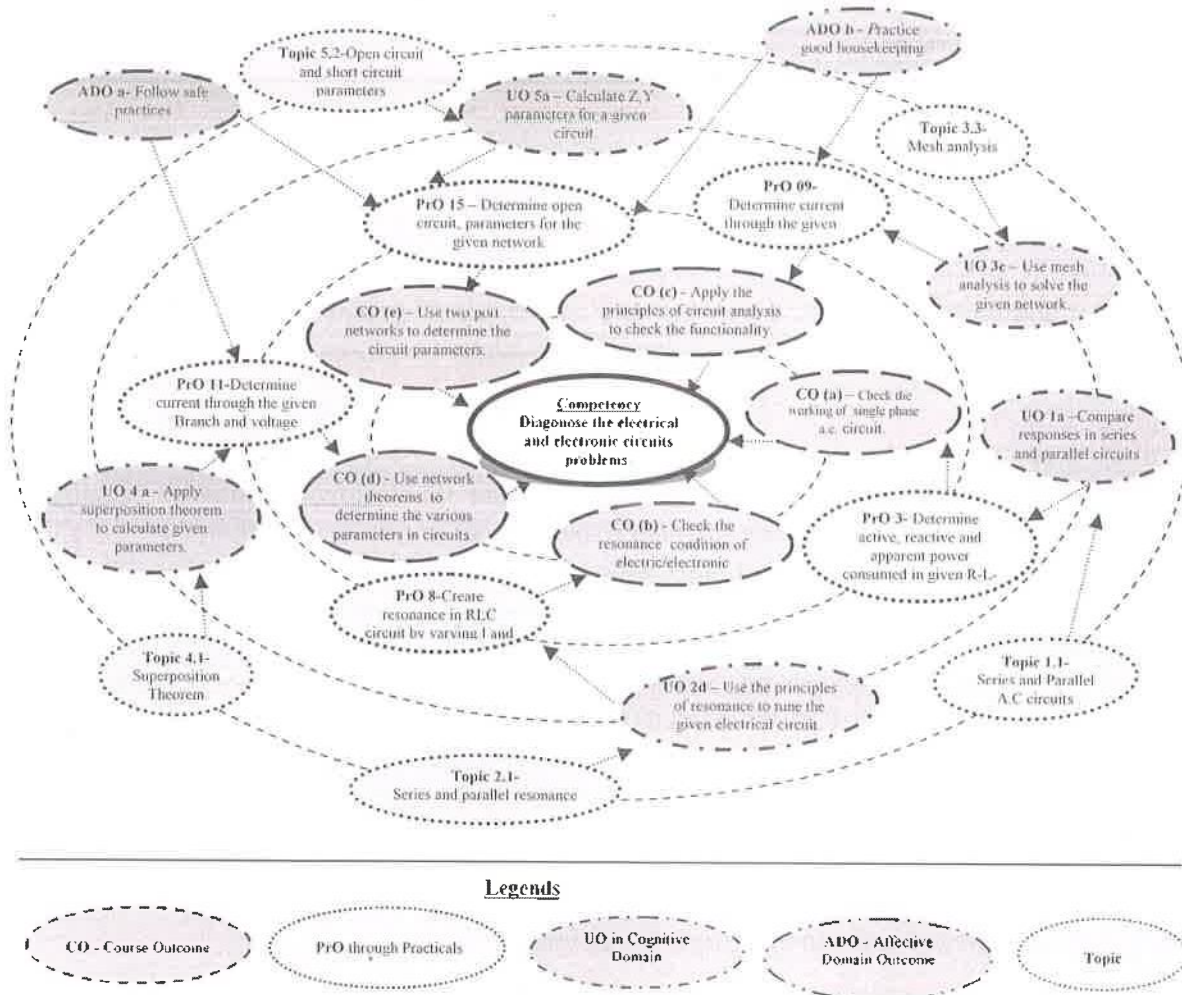 ADO b- Practice
good housekeeping
Topic 5.2-Open circuit
and short circuit
parameters
ADO a- Follow safe
practices
UO 5a – Calculate Z,Y
parameters for a given
circuit
Topic 3.3-
Mesh analysis
PrO 09-
Determine current
through the given
PrO 15 – Determine open
circuit, parameters for the
given network
UO 3c – Use mesh
analysis to solve the
given network.
CO (c) - Apply the
principles of circuit analysis
to check the functionality.
CO (e) – Use two port
networks to determine the
circuit parameters.
PrO 11-Determine
current through the given
Branch and voltage
Competency
Diagonose the electrical
and electronic circuits
problems
CO (a) – Check the
working of single phase
a.c. circuit.
UO 1a –Compare
responses in series
and parallel circuits
UO 4 a – Apply
superposition theorem
to calculate given
parameters.
CO (d) - Use network
theorems to
determine the various
parameters in circuits
CO (b) - Check the
resonance condition of
electric/electronic
PrO 3- Determine
active, reactive and
apparent power
consumed in given R-L-
PrO 8-Create
resonance in RLC
circuit by varying l and
Topic 4.1-
Superposition
Theorem
UO 2d – Use the principles
of resonance to tune the
given electrical circuit
Topic 1.1-
Series and Parallel
A.C circuits
Topic 2.1-
Series and parallel resonance
Legends
CO - Course Outcome
PrO through Practicals
UO in Cognitive
Domain
ADO - Affective
Domain Outcome
Topic